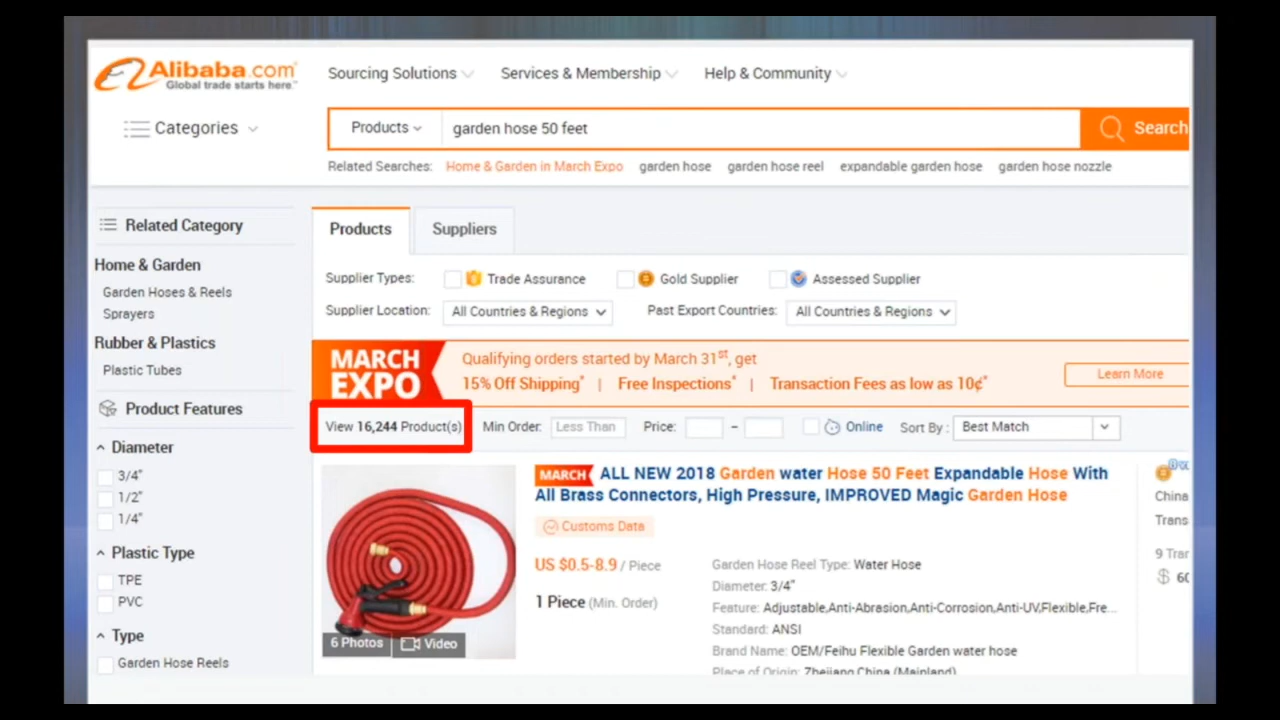 Alibaba.com
Global trade starts here.™
Sourcing Solutions
Services & Membership
Help & Community
Categories
Products
garden hose 50 feet
Search
Related Searches: Home & Garden in March Expo garden hose garden hose reel expandable garden hose garden hose nozzle
Related Category
Home & Garden
Garden Hoses & Reels
Sprayers
Rubber & Plastics
Plastic Tubes
Product Features
Diameter
3/4"
1/2"
1/4"
Plastic Type
TPE
PVC
Type
Garden Hose Reels
Products
Suppliers
Supplier Types: Trade Assurance Gold Supplier Assessed Supplier
Supplier Location: All Countries & Regions Past Export Countries: All Countries & Regions
MARCH
EXPO
Qualifying orders started by March 31st, get
15% Off Shipping* | Free Inspections* | Transaction Fees as low as 10¢*
Learn More
View 16,244 Product(s) Min Order: Less Than Price: – Online Sort By : Best Match
6 Photos
Video
MARCH ALL NEW 2018 Garden water Hose 50 Feet Expandable Hose With
All Brass Connectors, High Pressure, IMPROVED Magic Garden Hose
Customs Data
US $0.5-8.9 / Piece
1 Piece (Min. Order)
Garden Hose Reel Type: Water Hose
Diameter: 3/4"
Feature: Adjustable,Anti-Abrasion,Anti-Corrosion,Anti-UV,Flexible,Fre...
Standard: ANSI
Brand Name: OEM/Feihu Flexible Garden water hose
Place of Origin: Zhejiang China (Mainland)
China
Trans
9 Tran
$ 60